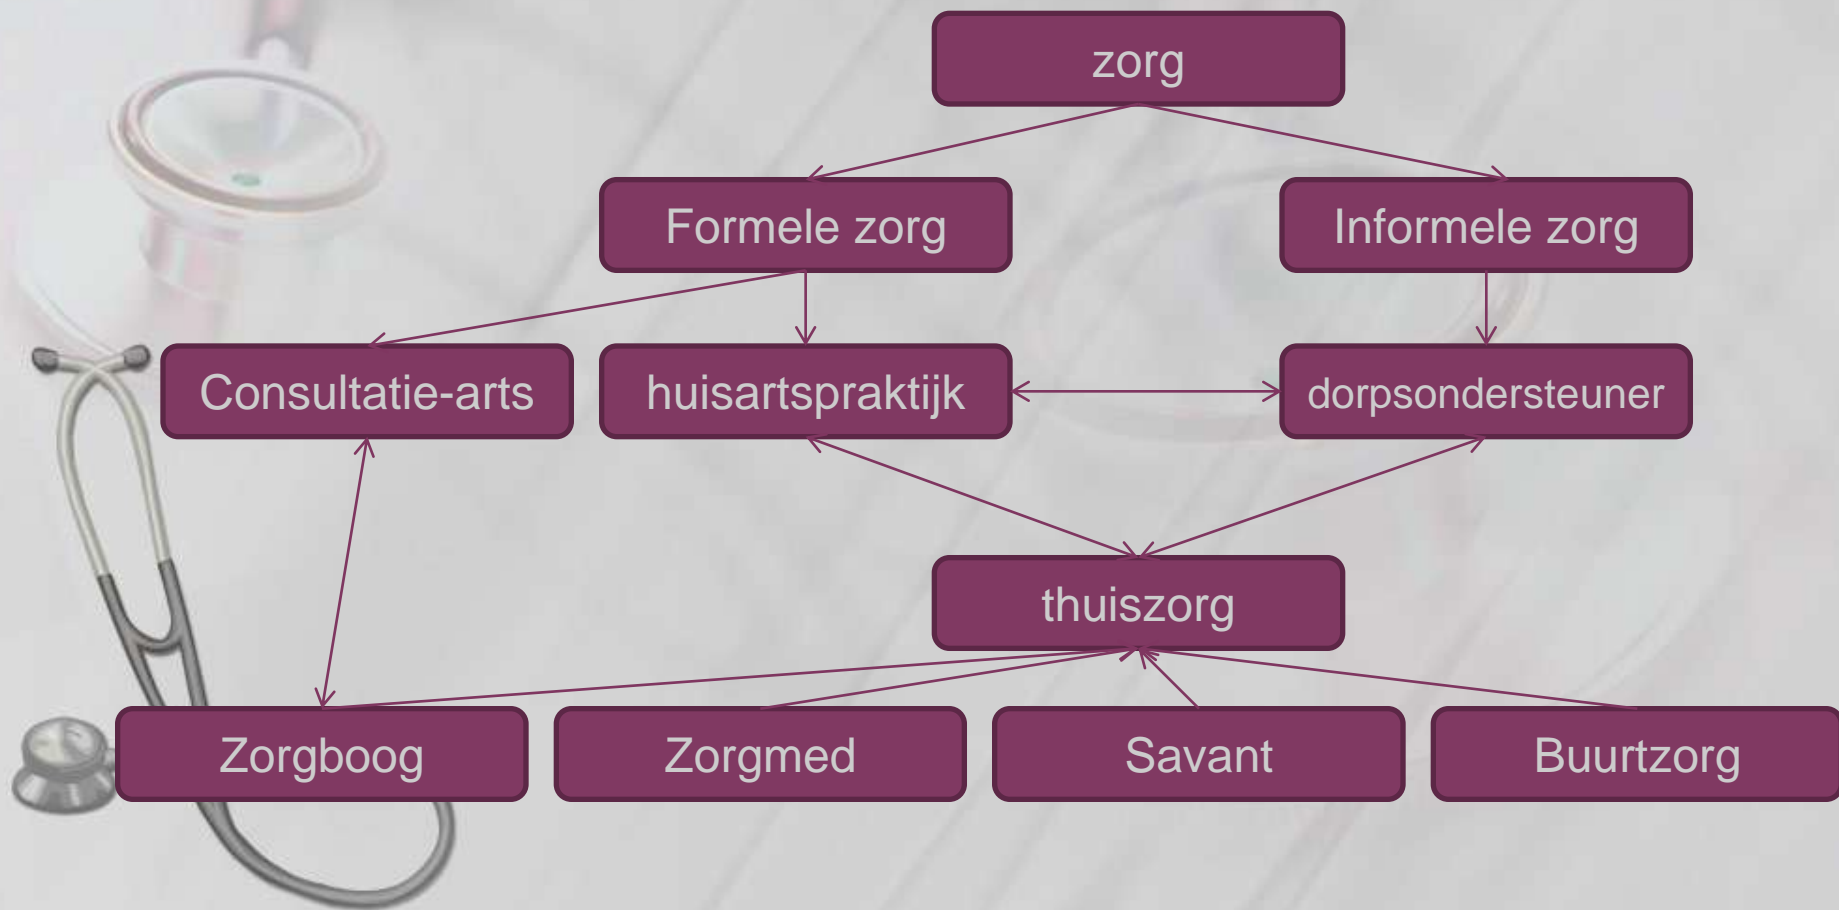 zorg
Formele zorg
Informele zorg
Consultatie-arts
huisartspraktijk
dorpsondersteuner
thuiszorg
Zorgboog
Zorgmed
Savant
Buurtzorg